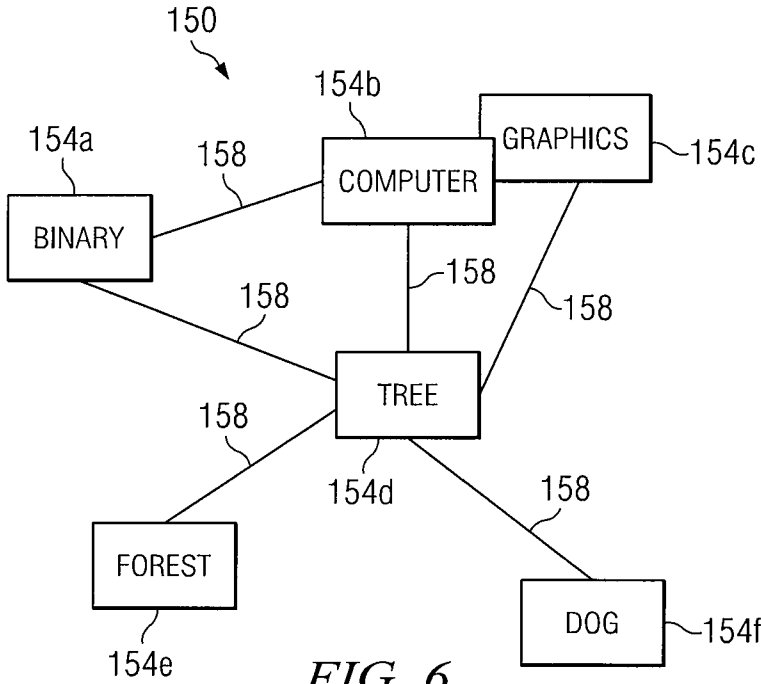 150
154b
GRAPHICS
154c
154a
158
COMPUTER
BINARY
158
158
158
TREE
158
154d
158
FOREST
DOG
154f
154e
FIG. 6